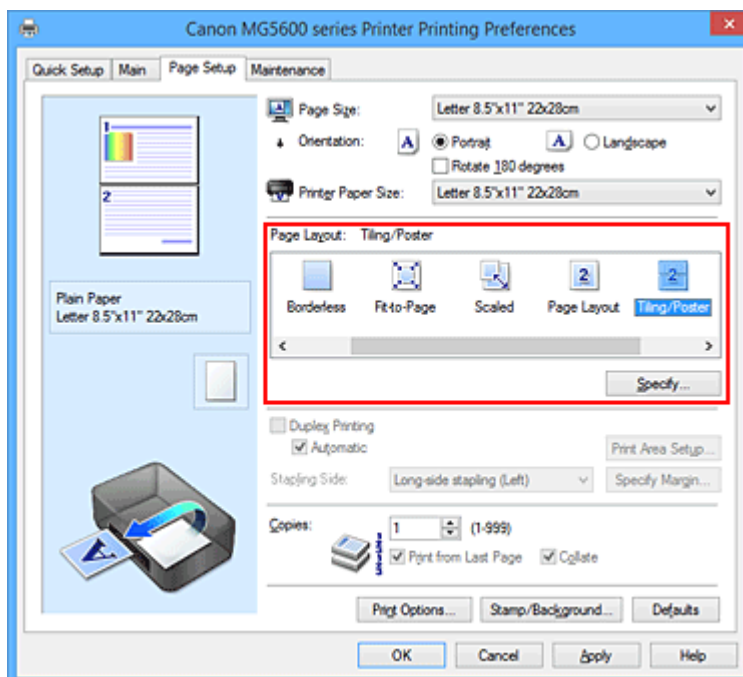 Canon MG5600 series Printer Printing Preferences
Quick Setup Main Page Setup Maintenance
1
2
Plain Paper
Letter 8.5"x11" 22x28cm
Page Size: Letter 8.5"x11" 22x28cm
Orientation: A Portrait A Landscape
Rotate 180 degrees
Printer Paper Size: Letter 8.5"x11" 22x28cm
Page Layout: Tiling/Poster
2 2
Borderless Fit-to-Page Scaled Page Layout Tiling/Poster
Specify...
Duplex Printing
Automatic Print Area Setup...
Stapling Side: Long-side stapling (Left) Specify Margin...
Copies: 1 (1-999)
Print from Last Page Collate
A
Print Options... Stamp/Background... Defaults
OK Cancel Apply Help